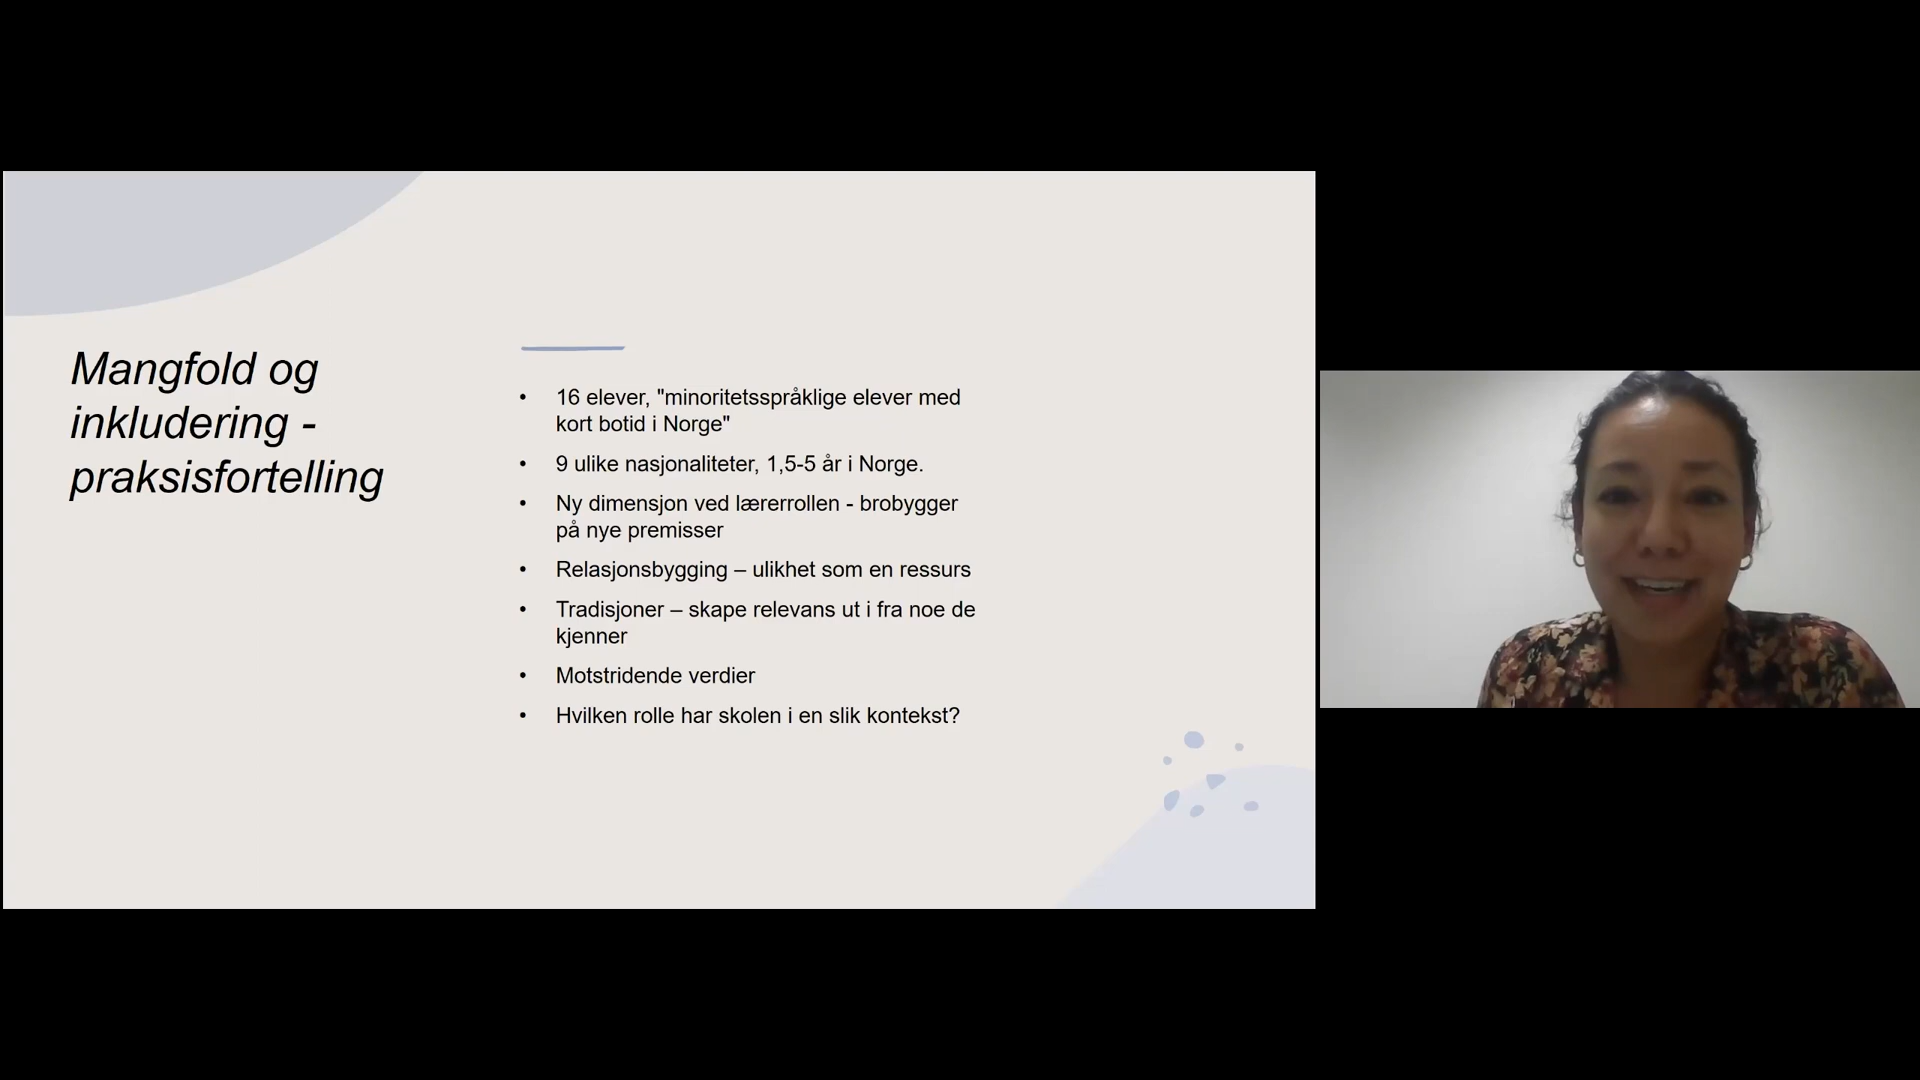 Mangfold og
inkludering -
praksisfortelling
• 16 elever, "minoritetsspråklige elever med
kort botid i Norge"
• 9 ulike nasjonaliteter, 1,5-5 år i Norge.
• Ny dimensjon ved lærerrollen - brobygger
på nye premisser
• Relasjonsbygging – ulikhet som en ressurs
• Tradisjoner – skape relevans ut i fra noe de
kjenner
• Motstridende verdier
• Hvilken rolle har skolen i en slik kontekst?